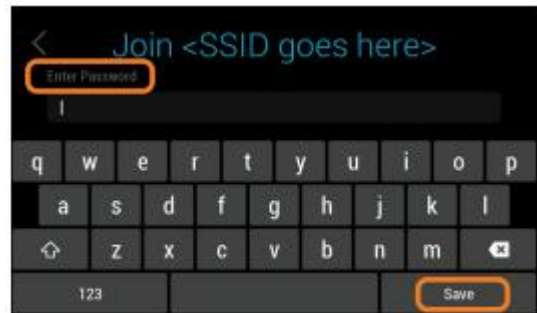 Join <SSID goes here>
Enter Password
q w e r t y u i o p
a s d f g h j k l
z x c v b n m
123 Save